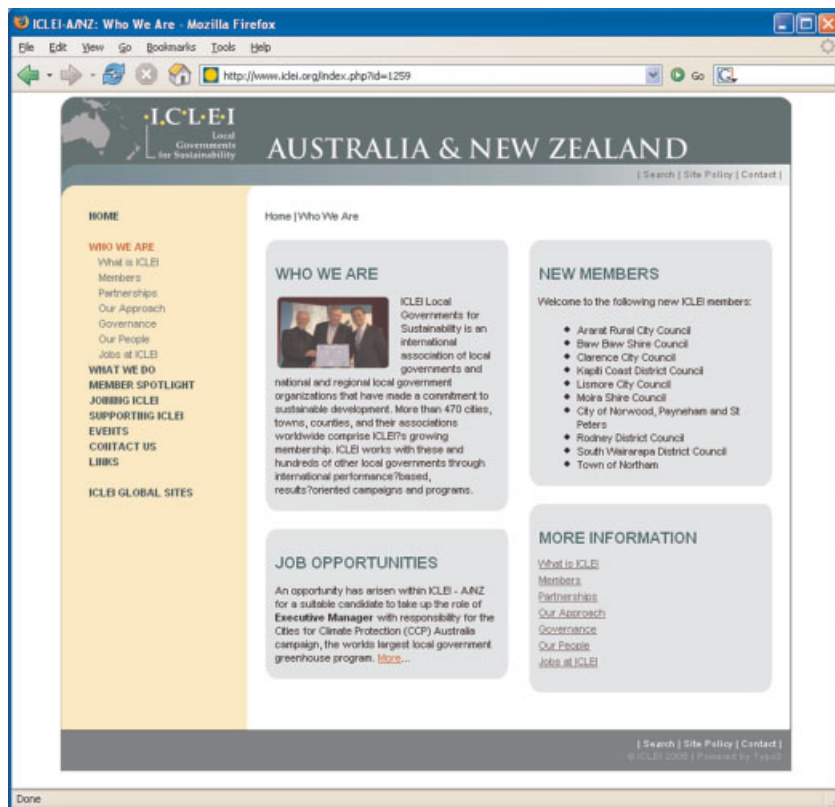 ICLEI-A/NZ: Who We Are - Mozilla Firefox
File Edit View Go Bookmarks Tools Help
http://www.iclei.org/index.php?id=1259
Go
·I.C·L·E·I
Local
Governments
for Sustainability
AUSTRALIA & NEW ZEALAND
| Search | Site Policy | Contact |
HOME
WHO WE ARE
What is ICLEI
Members
Partnerships
Our Approach
Governance
Our People
Jobs at ICLEI
WHAT WE DO
MEMBER SPOTLIGHT
JOINING ICLEI
SUPPORTING ICLEI
EVENTS
CONTACT US
LINKS
ICLEI GLOBAL SITES
Home | Who We Are
WHO WE ARE
ICLEI Local
Governments for
Sustainability is an
international
association of local
governments and
national and regional local government
organizations that have made a commitment to
sustainable development. More than 470 cities,
towns, counties, and their associations
worldwide comprise ICLEI?s growing
membership. ICLEI works with these and
hundreds of other local governments through
international performance?based,
results?oriented campaigns and programs.
JOB OPPORTUNITIES
An opportunity has arisen within ICLEI - A/NZ
for a suitable candidate to take up the role of
Executive Manager with responsibility for the
Cities for Climate Protection (CCP) Australia
campaign, the worlds largest local government
greenhouse program. More...
NEW MEMBERS
Welcome to the following new ICLEI members:
Ararat Rural City Council
Baw Baw Shire Council
Clarence City Council
Kapiti Coast District Council
Lismore City Council
Moira Shire Council
City of Norwood, Payneham and St
Peters
Rodney District Council
South Wairarapa District Council
Town of Northam
MORE INFORMATION
What is ICLEI
Members
Partnerships
Our Approach
Governance
Our People
Jobs at ICLEI
| Search | Site Policy | Contact |
© ICLEI 2006 | Powered by Typo3
Done